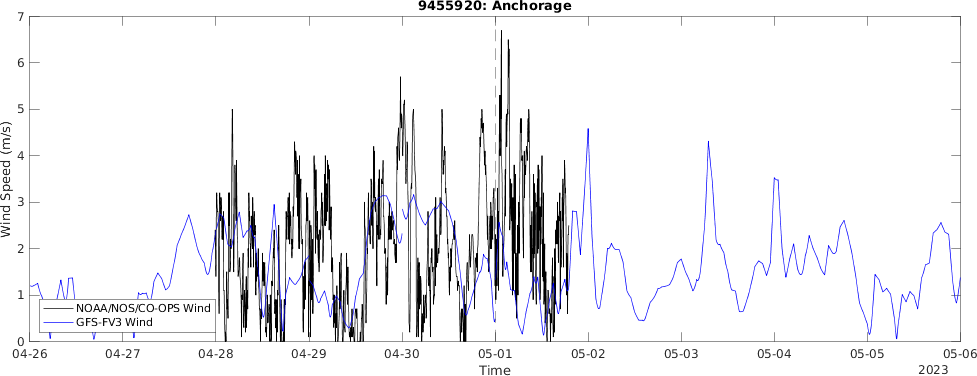 9455920: Anchorage
7
6
5
4
3
2
1
0
Wind Speed (m/s)
NOAA/NOS/CO-OPS Wind
GFS-FV3 Wind
04-26 04-27 04-28 04-29 04-30 05-01 05-02 05-03 05-04 05-05 05-06
Time
2023